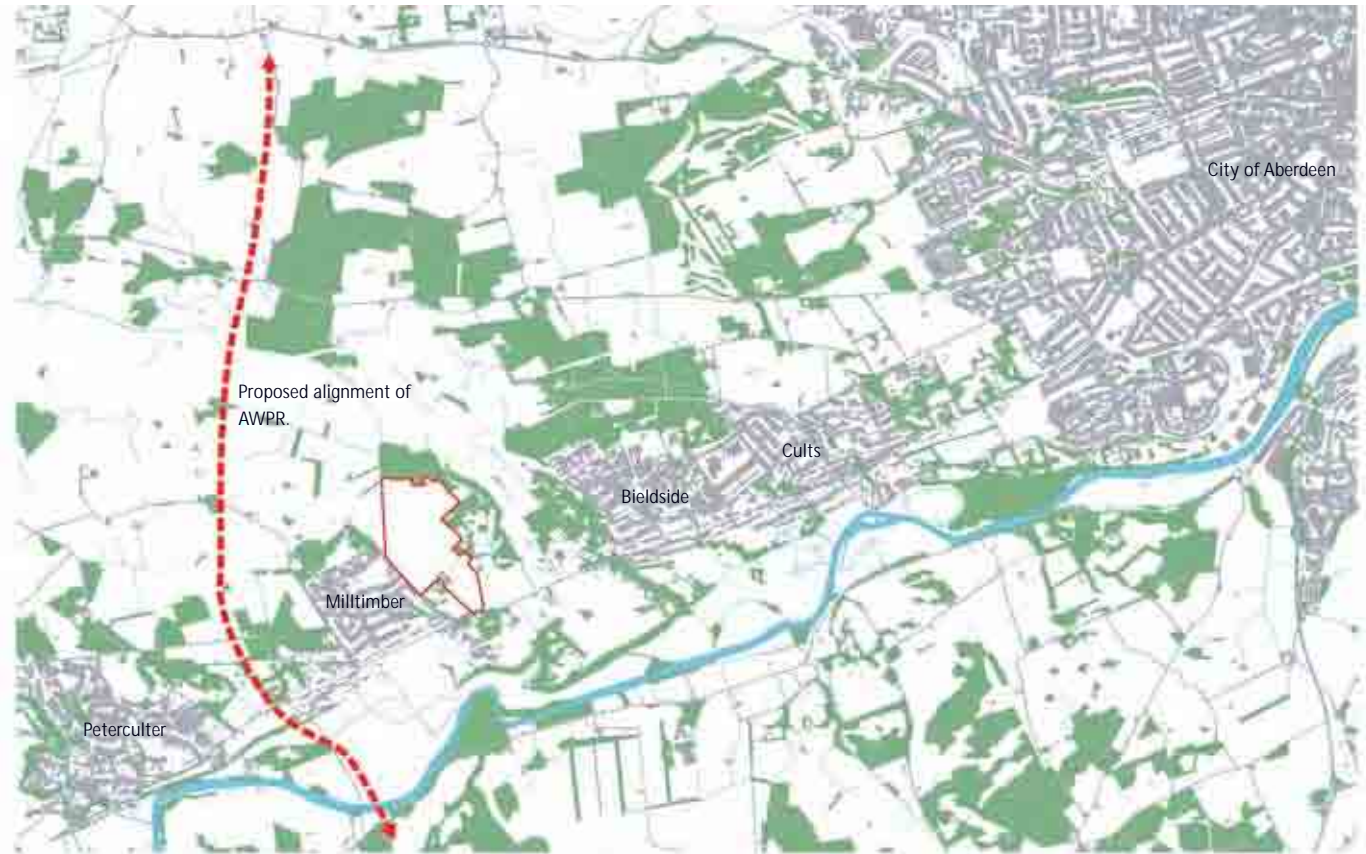 City of Aberdeen
Proposed alignment of
AWPR.
Cults
Bieldside
Milltimber
Peterculter